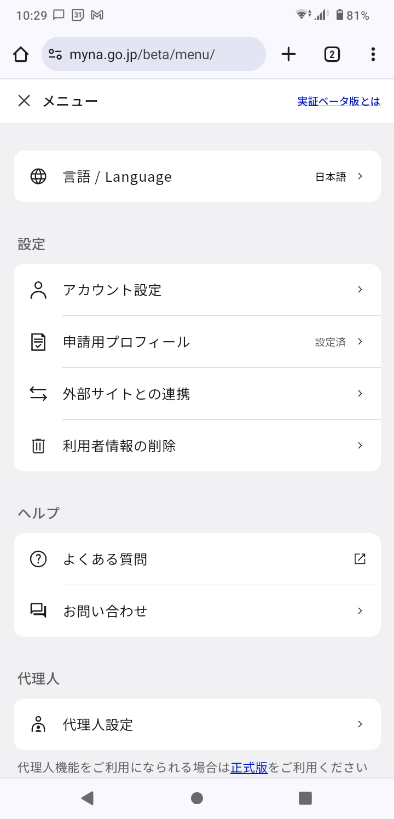 10:29 31 81%
myna.go.jp/beta/menu/ 2
メニュー 実証ベータ版とは
言語 / Language 日本語
設定
アカウント設定
申請用プロフィール 設定済
外部サイトとの連携
利用者情報の削除
ヘルプ
よくある質問
お問い合わせ
代理人
代理人設定
代理人機能をご利用になられる場合は正式版をご利用ください